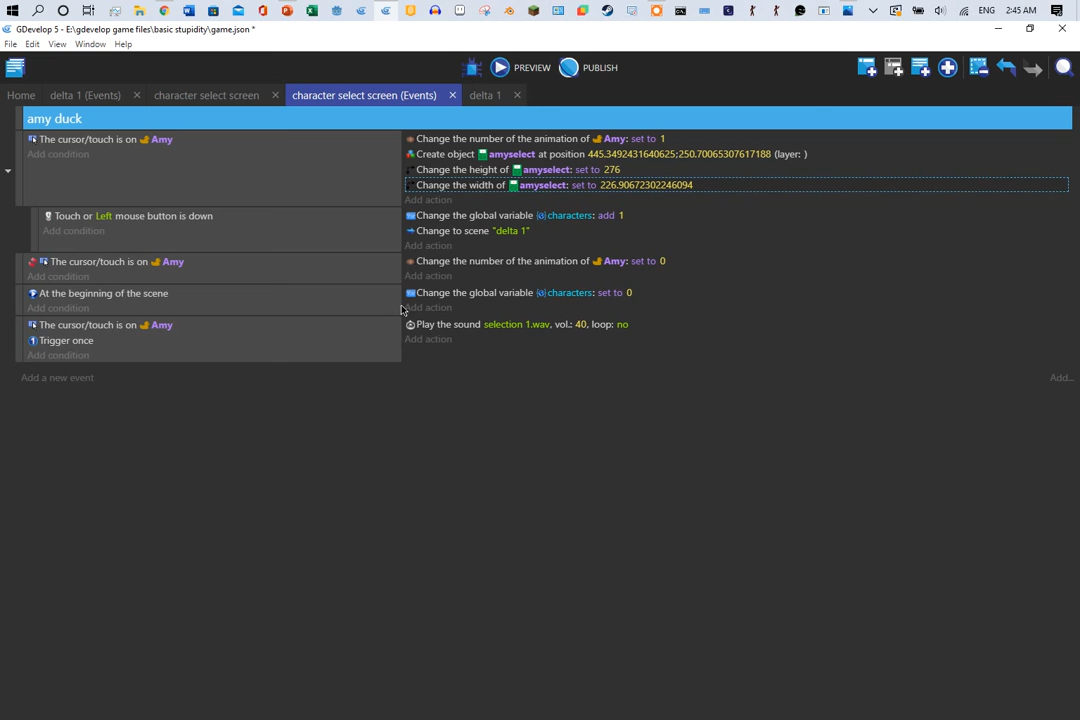 ENG 2:45 AM
GDevelop 5 - E:\gdevelop game files\basic stupidity\game.json *
File Edit View Window Help
PREVIEW PUBLISH
Home delta 1 (Events) character select screen character select screen (Events) delta 1
amy duck
The cursor/touch is on Amy
Change the number of the animation of Amy: set to 1
Add condition
Create object amyselect at position 445.3492431640625;250.70065307617188 (layer: )
Change the height of amyselect: set to 276
Change the width of amyselect: set to 226.90672302246094
Add action
Touch or Left mouse button is down
Change the global variable characters: add 1
Add condition
Change to scene "delta 1"
Add action
The cursor/touch is on Amy
Change the number of the animation of Amy: set to 0
Add condition
Add action
At the beginning of the scene
Change the global variable characters: set to 0
Add condition
Add action
The cursor/touch is on Amy
Play the sound selection 1.wav, vol.: 40, loop: no
Trigger once
Add action
Add condition
Add a new event
Add...